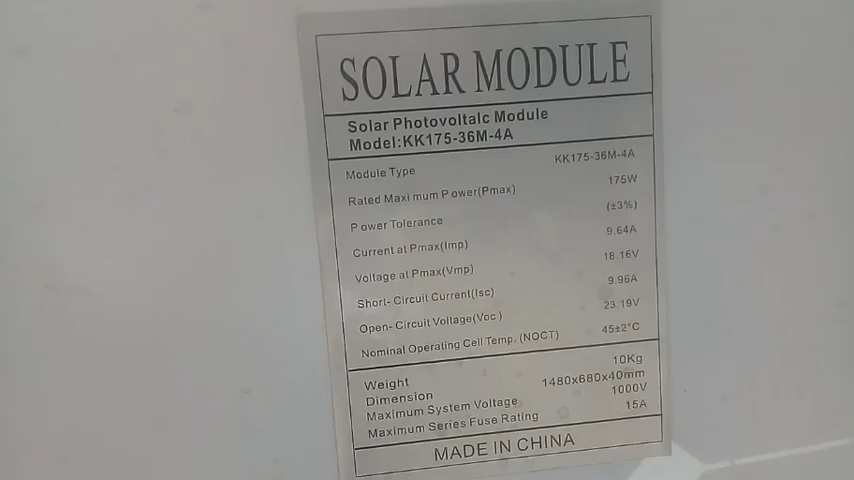 SOLAR MODULE
Solar Photovoltalc Module
Model:KK175-36M-4A
Module Type KK175-36M-4A
Rated Maximum Power(Pmax) 175W
Power Tolerance (±3%)
Current at Pmax(Imp) 9.64A
Voltage at Pmax(Vmp) 18.16V
Short- Circuit Current(Isc) 9.96A
Open- Circuit Voltage(Voc) 23.19V
Nominal Operating Cell Temp. (NOCT) 45±2°C
Weight 10Kg
Dimension 1480x680x40mm
Maximum System Voltage 1000V
Maximum Series Fuse Rating 15A
MADE IN CHINA